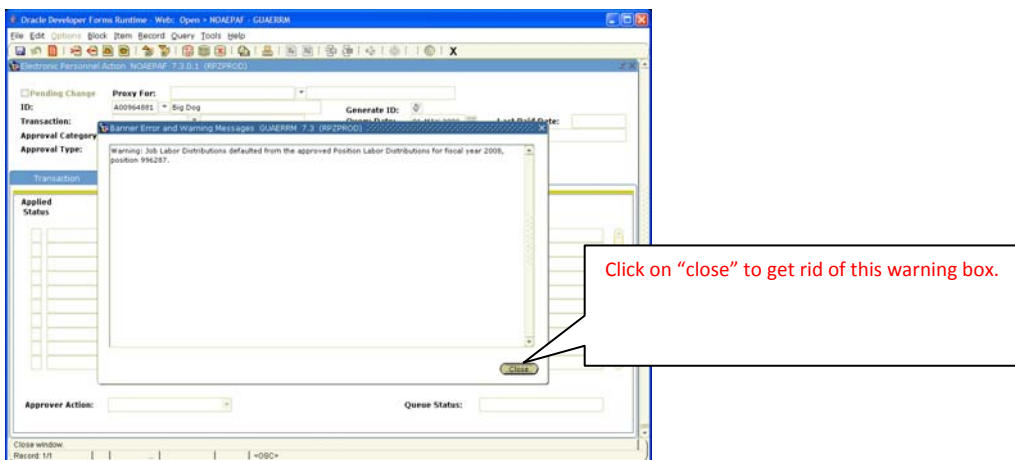 Oracle Developer Forms Runtime - Web: Open > NOAEPAF - GUAERRM
File Edit Options Block Item Record Query Tools Help
Electronic Personnel Action NOAEPAF 7.3.0.1 (RPZPROD)
Pending Change Proxy For:
ID: A00964881 Big Dog Generate ID:
Transaction: Query Date: Last Paid Date:
Approval Category
Approval Type:
Banner Error and Warning Messages GUAERRM 7.3 (RPZPROD)
Warning: Job Labor Distributions defaulted from the approved Position Labor Distributions for fiscal year 2008,
position 996287.
Transaction
Applied
Status
Click on “close” to get rid of this warning box.
Close
Approver Action: Queue Status:
Close window.
Record: 1/1 <OSC>